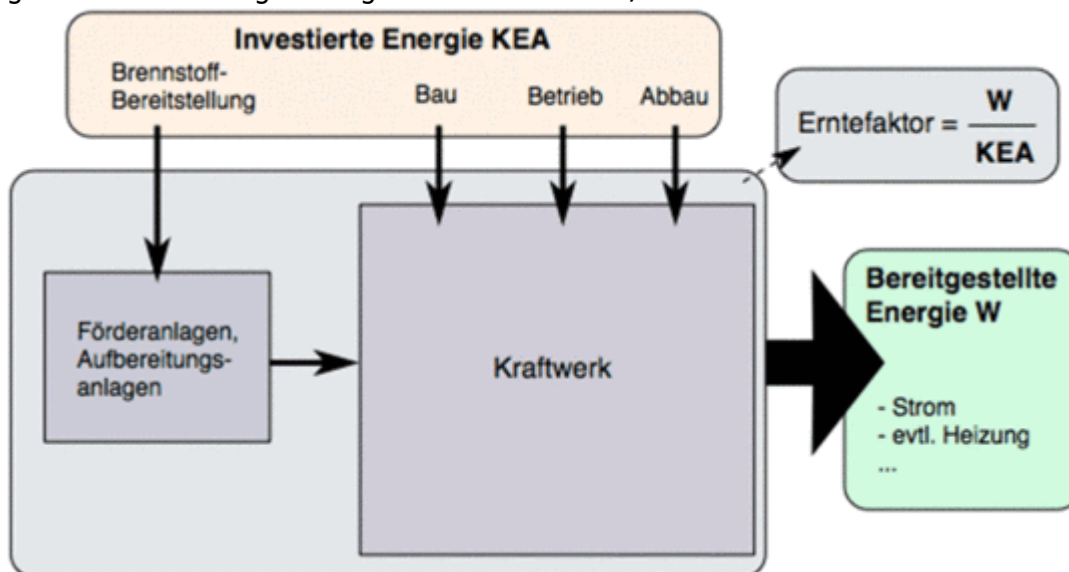 Investierte Energie KEA
Brennstoff-
Bereitstellung
Bau
Betrieb
Abbau
Erntefaktor = W
KEA
Förderanlagen,
Aufbereitungs-
anlagen
Kraftwerk
Bereitgestellte
Energie W
- Strom
- evtl. Heizung
...